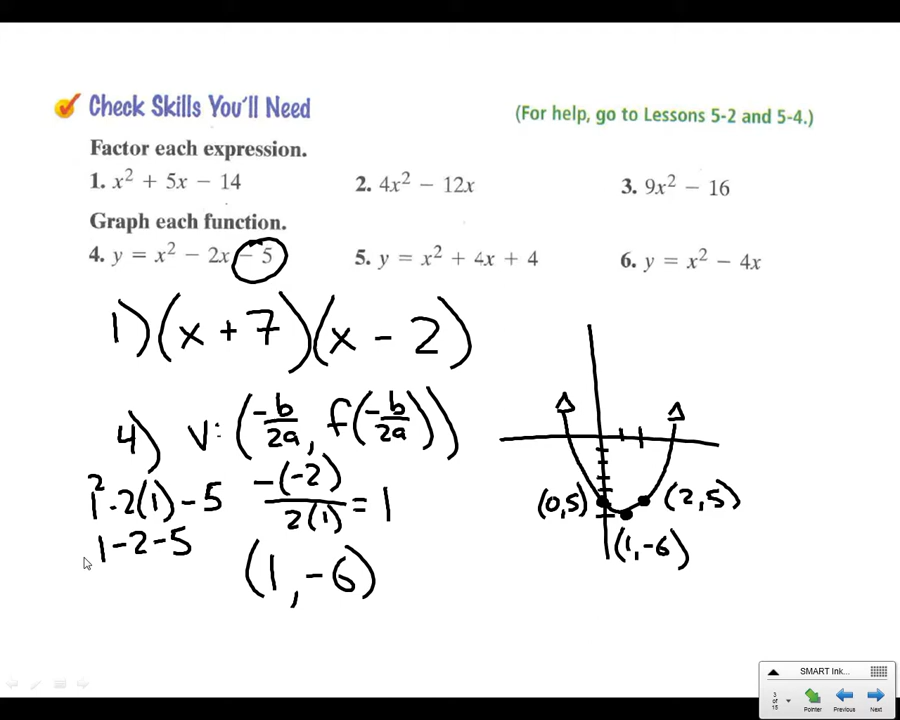 Check Skills You'll Need (For help, go to Lessons 5-2 and 5-4.)
Factor each expression.
1. x² + 5x − 14 2. 4x² − 12x 3. 9x² − 16
Graph each function.
4. y = x² − 2x − 5 5. y = x² + 4x + 4 6. y = x² − 4x
1) (x + 7)(x − 2)
4) V: (-b/2a, f(-b/2a))
1² - 2(1) - 5
-(-2)/2(1) = 1
1 - 2 - 5
(1, -6)
(0,5) (2,5)
(1,-6)
SMART Ink...
3 of 15 Pointer Previous Next